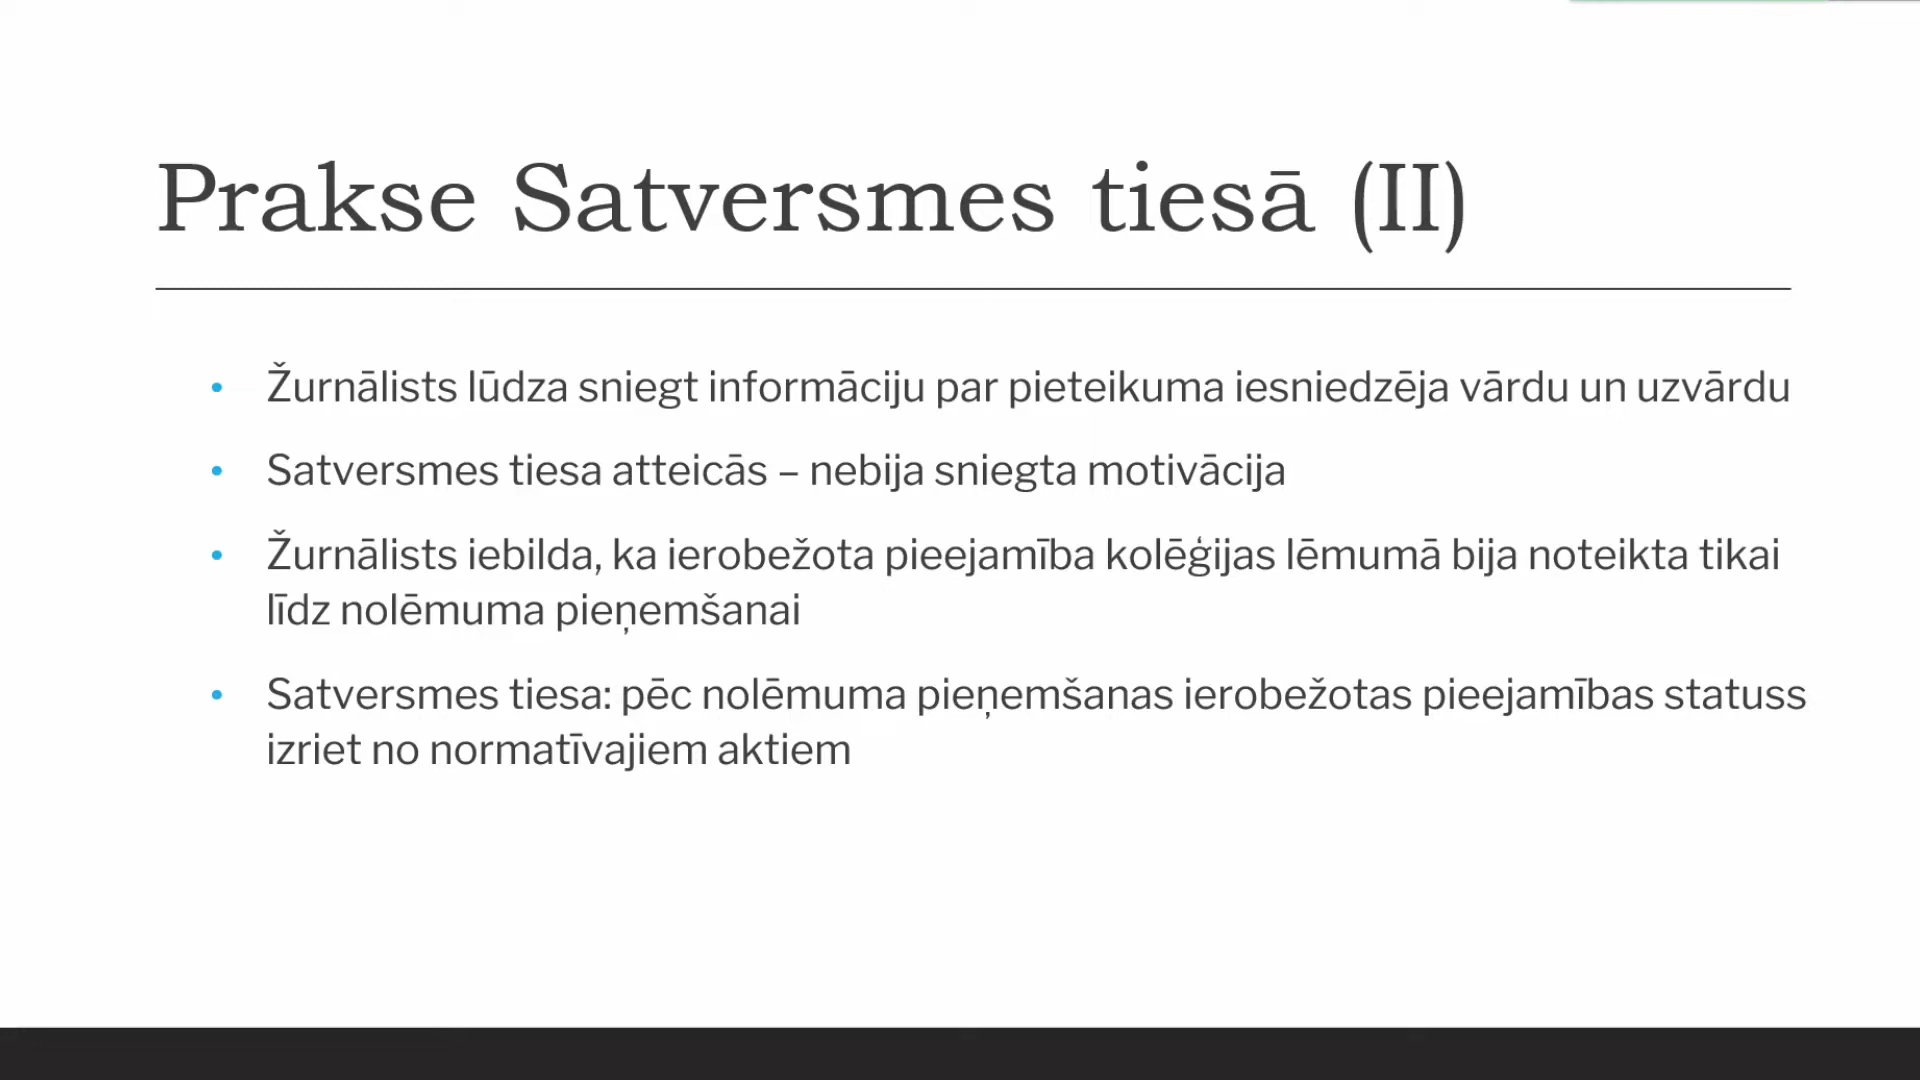 Prakse Satversmes tiesā (II)
• Žurnālists lūdza sniegt informāciju par pieteikuma iesniedzēja vārdu un uzvārdu
• Satversmes tiesa atteicās – nebija sniegta motivācija
• Žurnālists iebilda, ka ierobežota pieejamība kolēģijas lēmumā bija noteikta tikai
līdz nolēmuma pieņemšanai
• Satversmes tiesa: pēc nolēmuma pieņemšanas ierobežotas pieejamības statuss
izriet no normatīvajiem aktiem